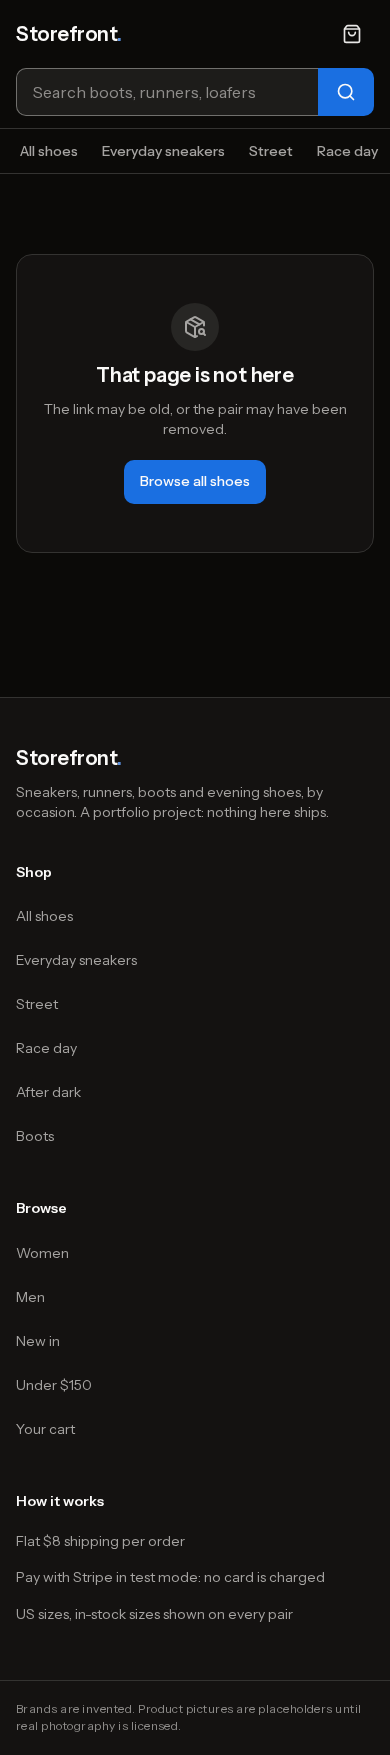 Storefront.
Search boots, runners, loafers
All shoes Everyday sneakers Street Race day
That page is not here
The link may be old, or the pair may have been
removed.
Browse all shoes
Storefront.
Sneakers, runners, boots and evening shoes, by
occasion. A portfolio project: nothing here ships.
Shop
All shoes
Everyday sneakers
Street
Race day
After dark
Boots
Browse
Women
Men
New in
Under $150
Your cart
How it works
Flat $8 shipping per order
Pay with Stripe in test mode: no card is charged
US sizes, in-stock sizes shown on every pair
Brands are invented. Product pictures are placeholders until
real photography is licensed.